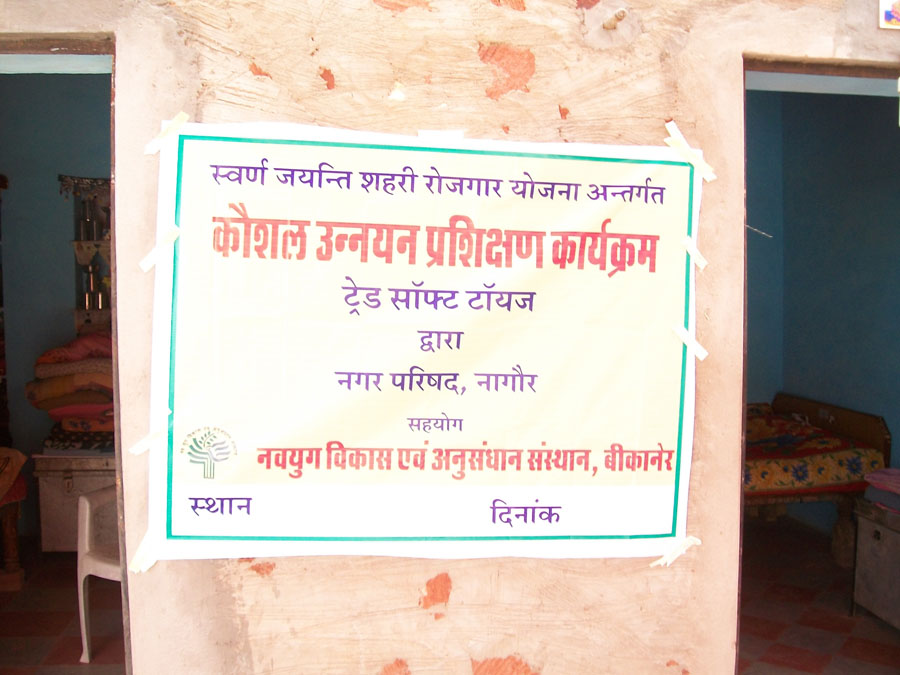 स्वर्ण जयन्ति शहरी रोजगार योजना अन्तर्गत
कौशल उन्नयन प्रशिक्षण कार्यक्रम
ट्रेड सॉफ्ट टॉयज
द्वारा
नगर परिषद, नागौर
सहयोग
नवयुग विकास एवं अनुसंधान संस्थान, बीकानेर
स्थान दिनांक